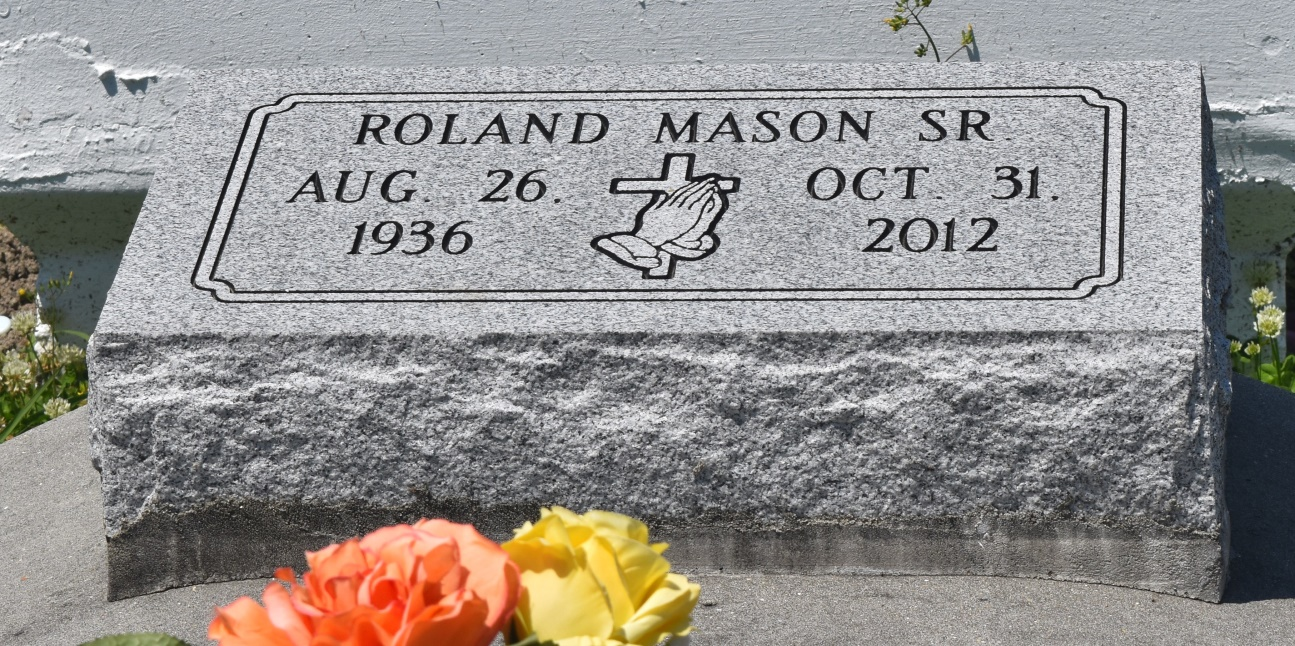 ROLAND MASON SR
AUG. 26. OCT. 31.
1936 2012